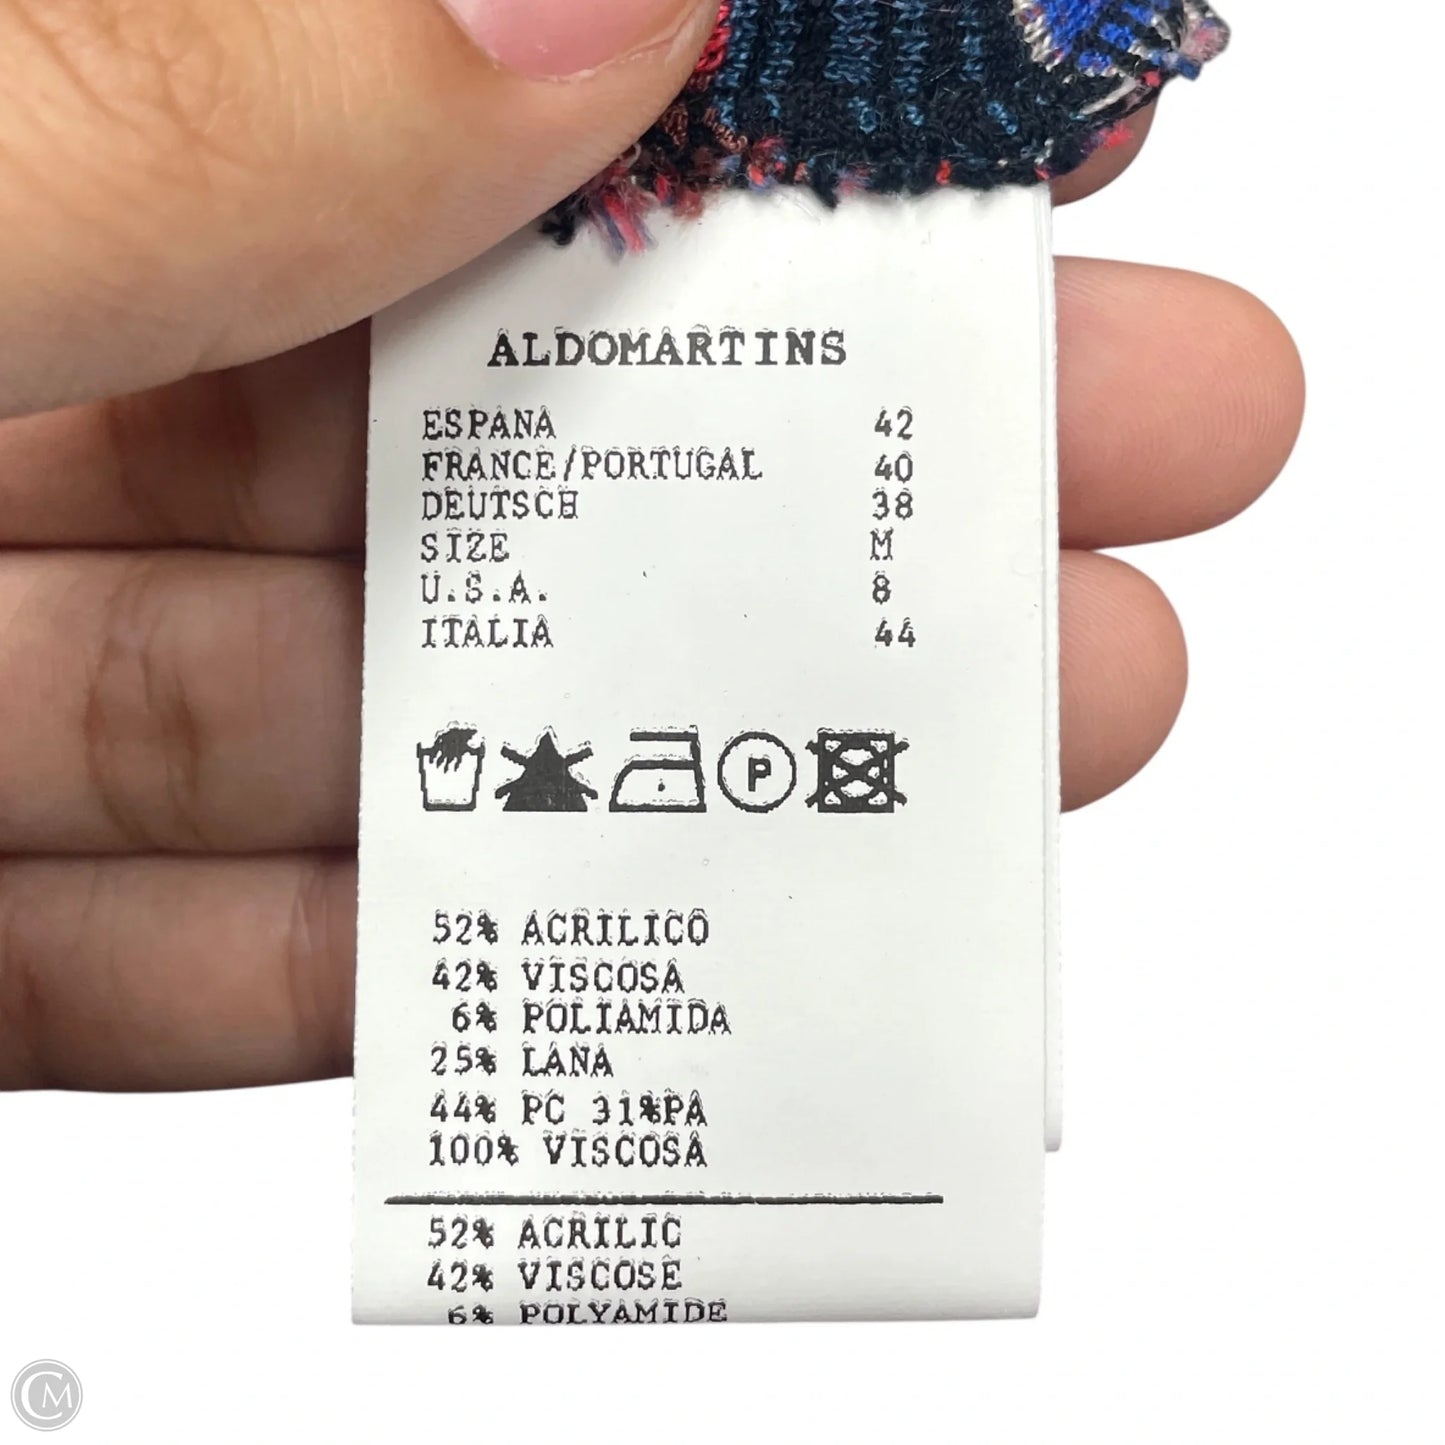 ALDOMARTINS
ESPANA 42
FRANCE/PORTUGAL 40
DEUTSCH 38
SIZE M
U.S.A. 8
ITALIA 44
P
52% ACRILICO
42% VISCOSA
6% POLIAMIDA
25% LANA
44% PC 31%PA
100% VISCOSA
52% ACRILIC
42% VISCOSE
6% POLYAMIDE
CM